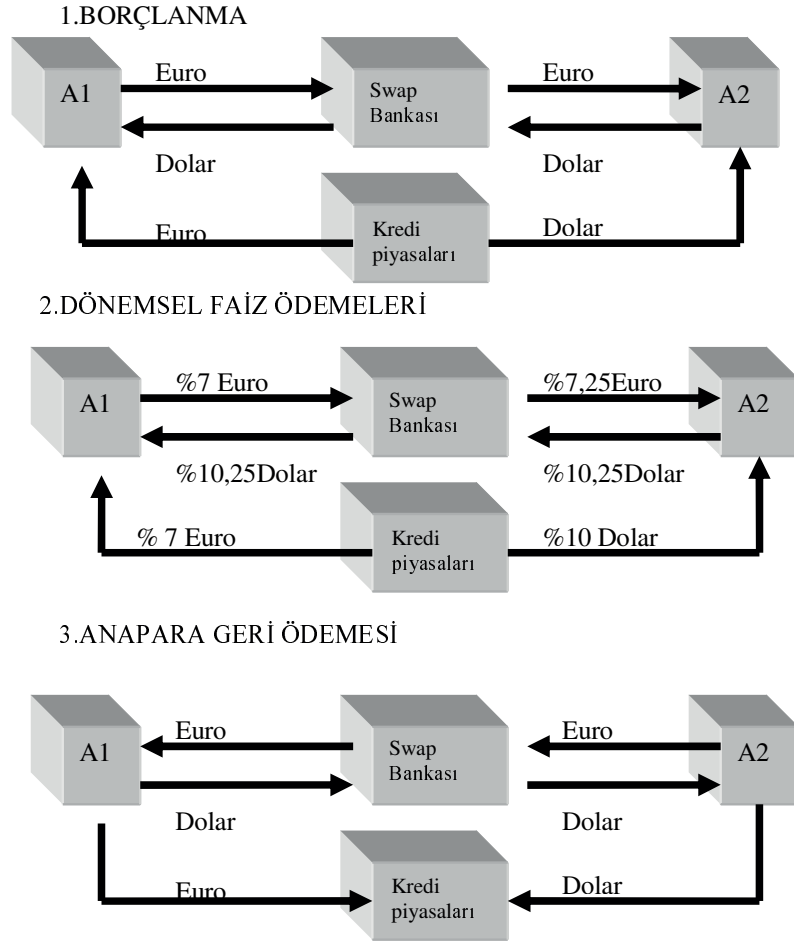 1.BORÇLANMA
Euro
Euro
A1
Swap
Bankası
A2
Dolar
Dolar
Euro
Kredi
piyasaları
Dolar
2.DÖNEMSEL FAİZ ÖDEMELERİ
%7 Euro
%7,25Euro
A1
Swap
Bankası
A2
%10,25Dolar
%10,25Dolar
% 7 Euro
Kredi
piyasaları
%10 Dolar
3.ANAPARA GERİ ÖDEMESİ
Euro
Euro
A1
Swap
Bankası
A2
Dolar
Dolar
Euro
Kredi
piyasaları
Dolar